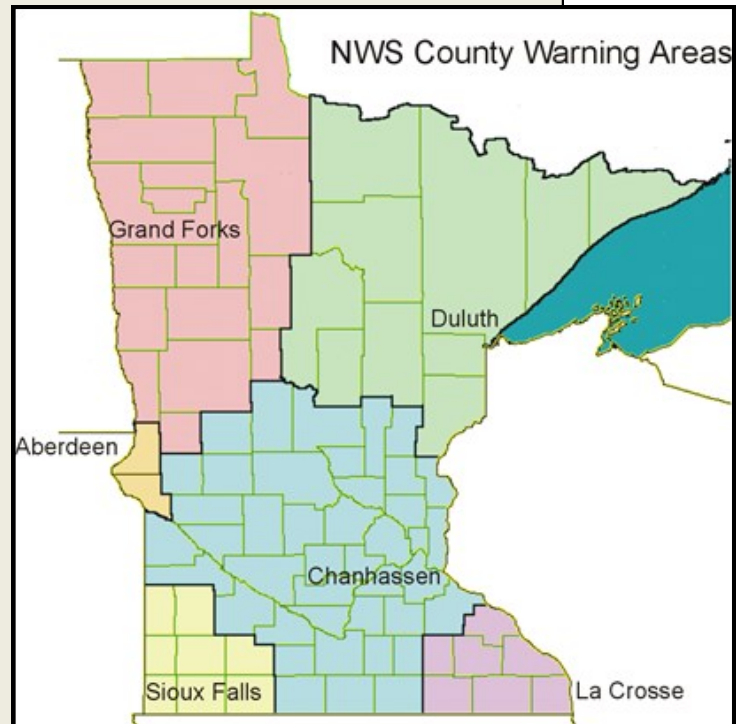 NWS County Warning Areas
Grand Forks
Duluth
Aberdeen
Chanhassen
Sioux Falls
La Crosse